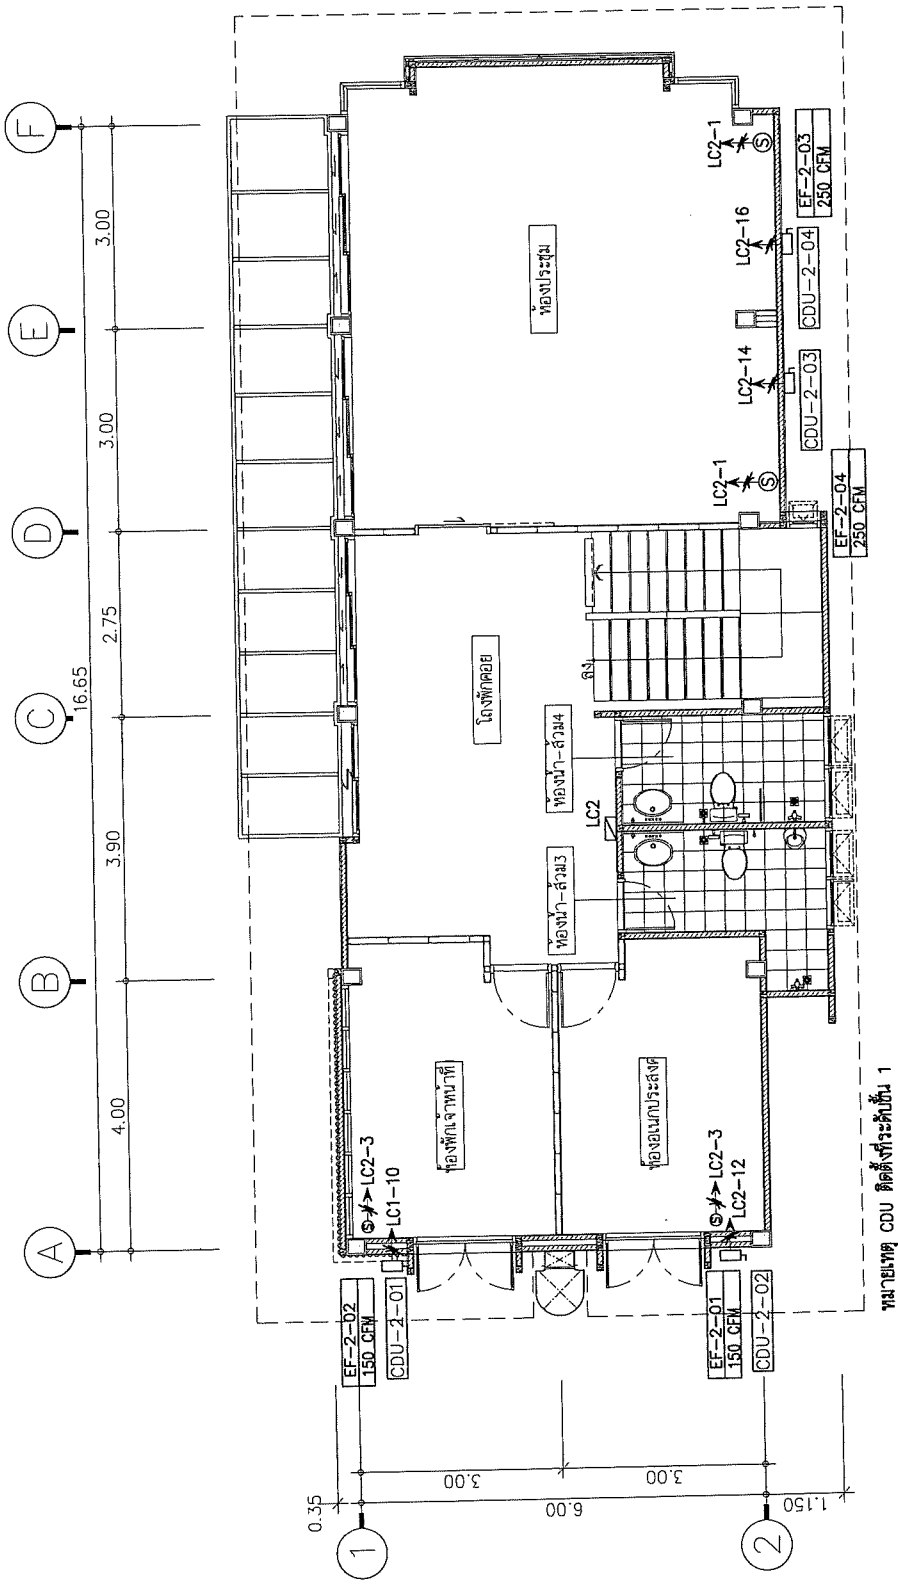 A
B
C
D
E
F
16.65
4.00
3.90
2.75
3.00
3.00
ห้องประชุม
LC2-1
LC2-16
LC2-14
LC2-1
EF-2-03
250 CFM
CDU-2-04
CDU-2-03
EF-2-04
250 CFM
S
S
โถงพักคอย
ลง
ห้องน้ำ-ส้วม4
LC2
ห้องน้ำ-ส้วม3
ห้องพักเจ้าหน้าที่
ห้องอเนกประสงค์
S
LC2-3
LC1-10
S
LC2-3
LC2-12
EF-2-02
150 CFM
CDU-2-01
EF-2-01
150 CFM
CDU-2-02
0.35
3.00
3.00
6.00
1.150
1
2
หมายเหตุ CDU ติดตั้งที่ระดับชั้น 1